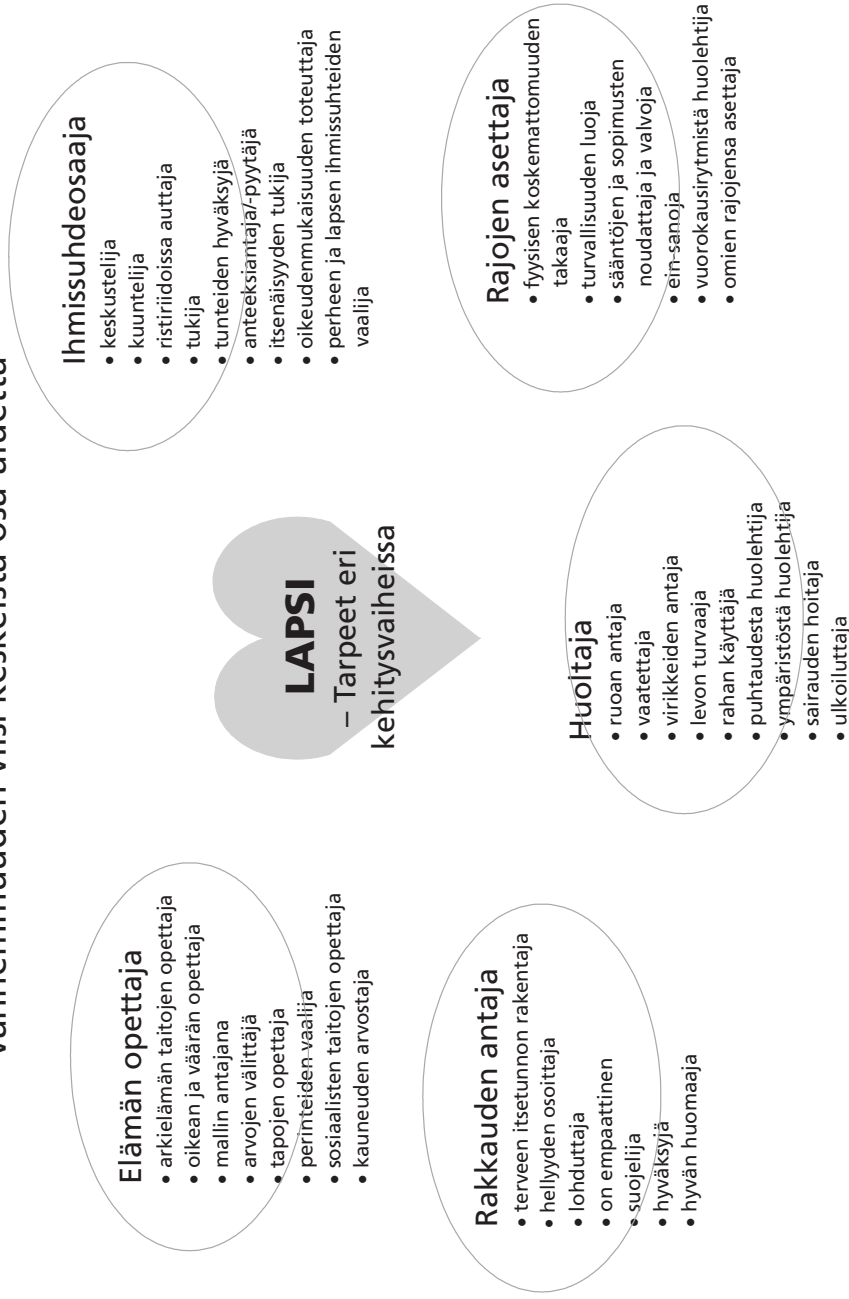 Vanhemmuuden viisi keskeistä osa-aluetta
Elämän opettaja
• arkielämän taitojen opettaja
• oikean ja väärän opettaja
• mallin antajana
• arvojen välittäjä
• tapojen opettaja
• perinteiden vaalija
• sosiaalisten taitojen opettaja
• kauneuden arvostaja
Ihmissuhdeosaaja
• keskustelija
• kuuntelija
• ristiriidoissa auttaja
• tukija
• tunteiden hyväksyjä
• anteeksiantaja/-pyytäjä
• itsenäisyyden tukija
• oikeudenmukaisuuden toteuttaja
• perheen ja lapsen ihmissuhteiden
vaalija
LAPSI
– Tarpeet eri
kehitysvaiheissa
Rakkauden antaja
• terveen itsetunnon rakentaja
• hellyyden osoittaja
• lohduttaja
• on empaattinen
• suojelija
• hyväksyjä
• hyvän huomaaja
Huoltaja
• ruoan antaja
• vaatettaja
• virikkeiden antaja
• levon turvaaja
• rahan käyttäjä
• puhtaudesta huolehtija
• ympäristöstä huolehtija
• sairauden hoitaja
• ulkoiluttaja
Rajojen asettaja
• fyysisen koskemattomuuden
takaaja
• turvallisuuden luoja
• sääntöjen ja sopimusten
noudattaja ja valvoja
• ein sanoja
• vuorokausirytmistä huolehtija
• omien rajojensa asettaja